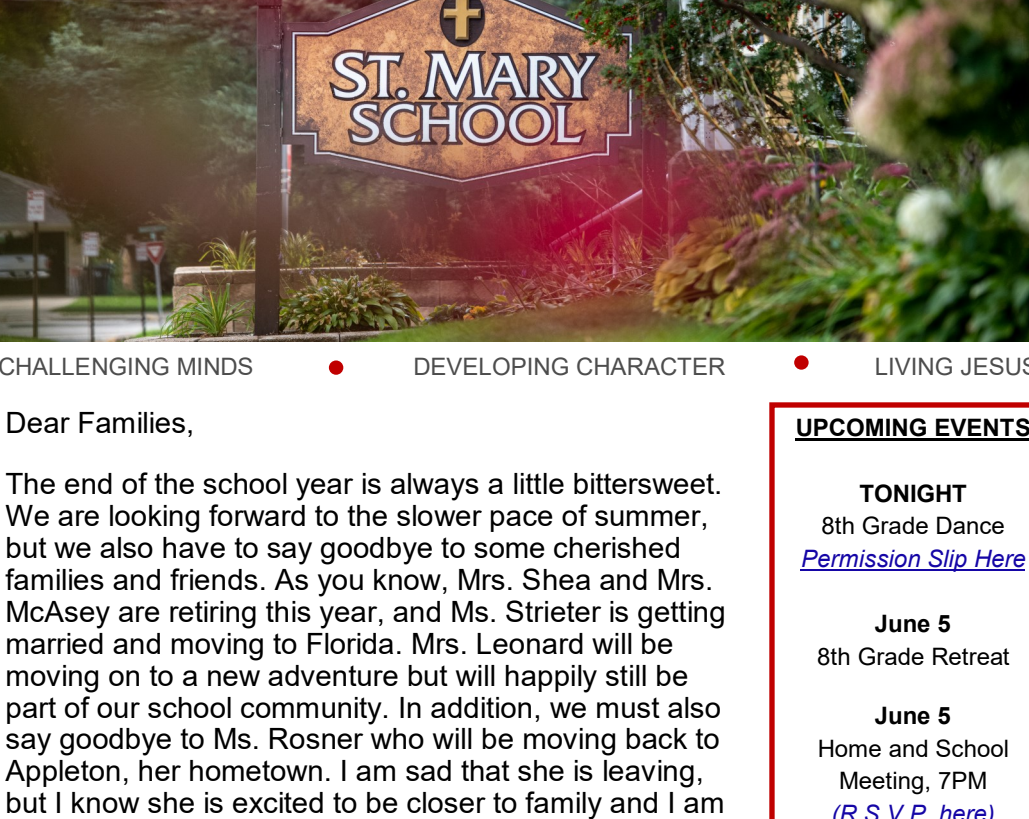 ST. MARY
SCHOOL
CHALLENGING MINDS
DEVELOPING CHARACTER
LIVING JESUS
Dear Families,
The end of the school year is always a little bittersweet.
We are looking forward to the slower pace of summer,
but we also have to say goodbye to some cherished
families and friends. As you know, Mrs. Shea and Mrs.
McAsey are retiring this year, and Ms. Strieter is getting
married and moving to Florida. Mrs. Leonard will be
moving on to a new adventure but will happily still be
part of our school community. In addition, we must also
say goodbye to Ms. Rosner who will be moving back to
Appleton, her hometown. I am sad that she is leaving,
but I know she is excited to be closer to family and I am
UPCOMING EVENTS
TONIGHT
8th Grade Dance
Permission Slip Here
June 5
8th Grade Retreat
June 5
Home and School
Meeting, 7PM
(R.S.V.P. here)